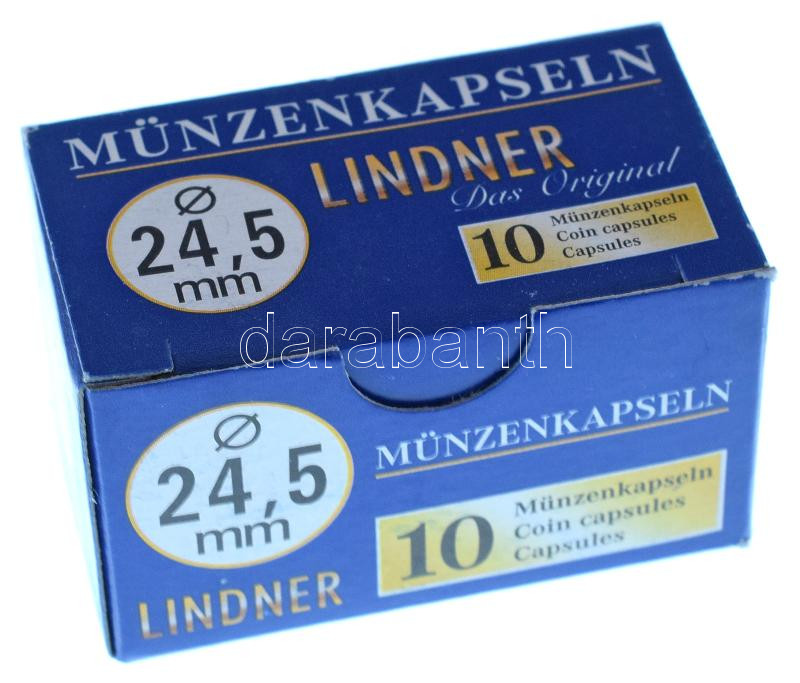 MÜNZENKAPSELN
LINDNER
Das Original
Ø
24,5
mm
10
Münzenkapseln
Coin capsules
Capsules
darabanth
Ø
24,5
mm
MÜNZENKAPSELN
10
Münzenkapseln
Coin capsules
Capsules
LINDNER